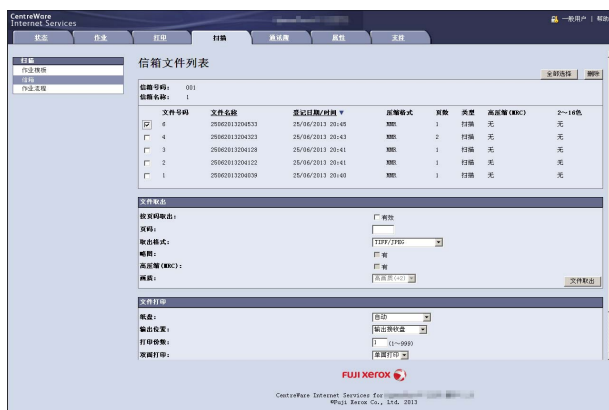 CentreWare
Internet Services
一般用户 | 帮助
状态 作业 打印 扫描 通讯簿 属性 支持
扫描
作业模板
信箱
作业流程
信箱文件列表
全部选择 删除
信箱号码： 001
信箱名称： 1
文件号码 文件名称 登记日期/时间 ▼ 压缩格式 页数 类型 高压缩(MRC) 2～16色
6 25062013204533 25/06/2013 20:45 MMR 1 扫描 无 无
4 25062013204323 25/06/2013 20:43 MMR 2 扫描 无 无
3 25062013204128 25/06/2013 20:41 MMR 1 扫描 无 无
2 25062013204122 25/06/2013 20:41 MMR 1 扫描 无 无
1 25062013204039 25/06/2013 20:40 MMR 1 扫描 无 无
文件取出
按页码取出： 有效
页码：
取出格式： TIFF/JPEG
略图： 有
高压缩(MRC)： 有
画质： 高画质(+2)
文件取出
文件打印
纸盘： 自动
输出位置： 输出接收盘
打印份数： 1 (1～999)
双面打印： 单面打印
FUJI XEROX
CentreWare Internet Services for
©Fuji Xerox Co., Ltd. 2013